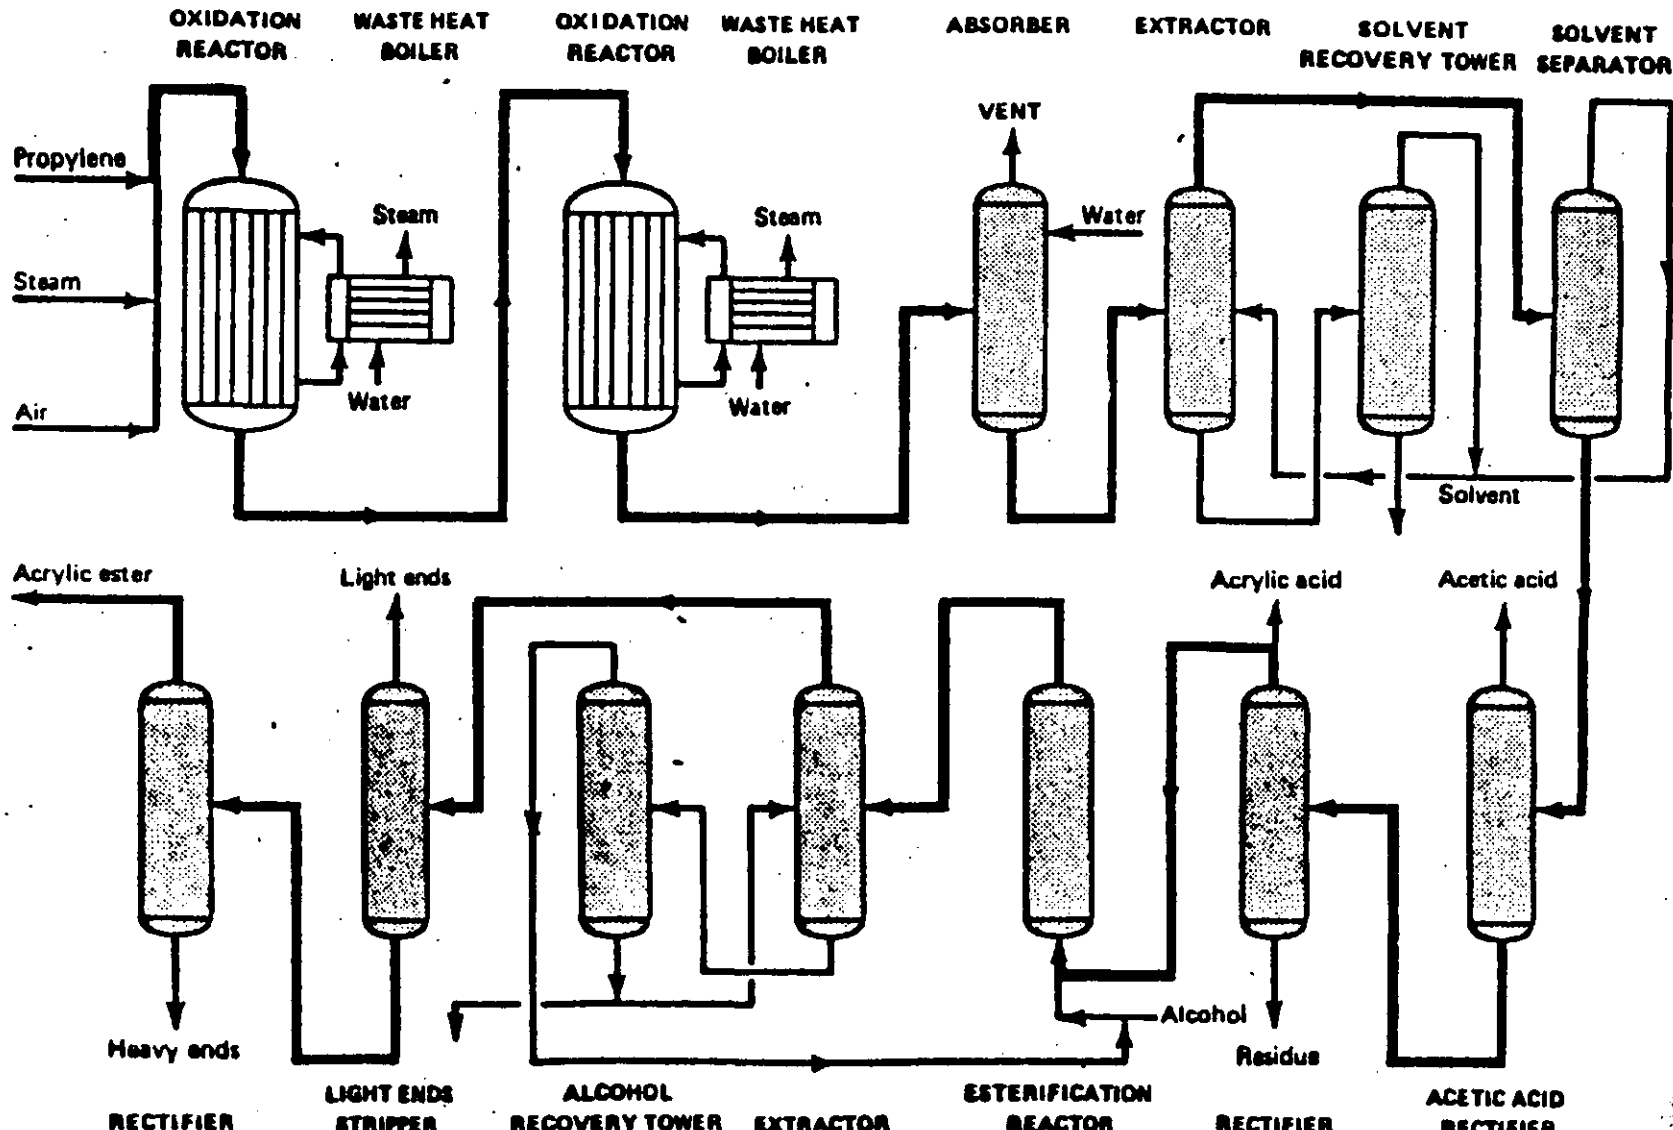 OXIDATION
REACTOR
WASTE HEAT
BOILER
OXIDATION
REACTOR
WASTE HEAT
BOILER
ABSORBER
EXTRACTOR
SOLVENT
RECOVERY TOWER
SOLVENT
SEPARATOR
VENT
Propylene
Steam
Air
Steam
Water
Steam
Water
Water
Solvent
Acrylic ester
Light ends
Acrylic acid
Acetic acid
Alcohol
Heavy ends
Residue
RECTIFIER
LIGHT ENDS
STRIPPER
ALCOHOL
RECOVERY TOWER
EXTRACTOR
ESTERIFICATION
REACTOR
RECTIFIER
ACETIC ACID
RECTIFIER